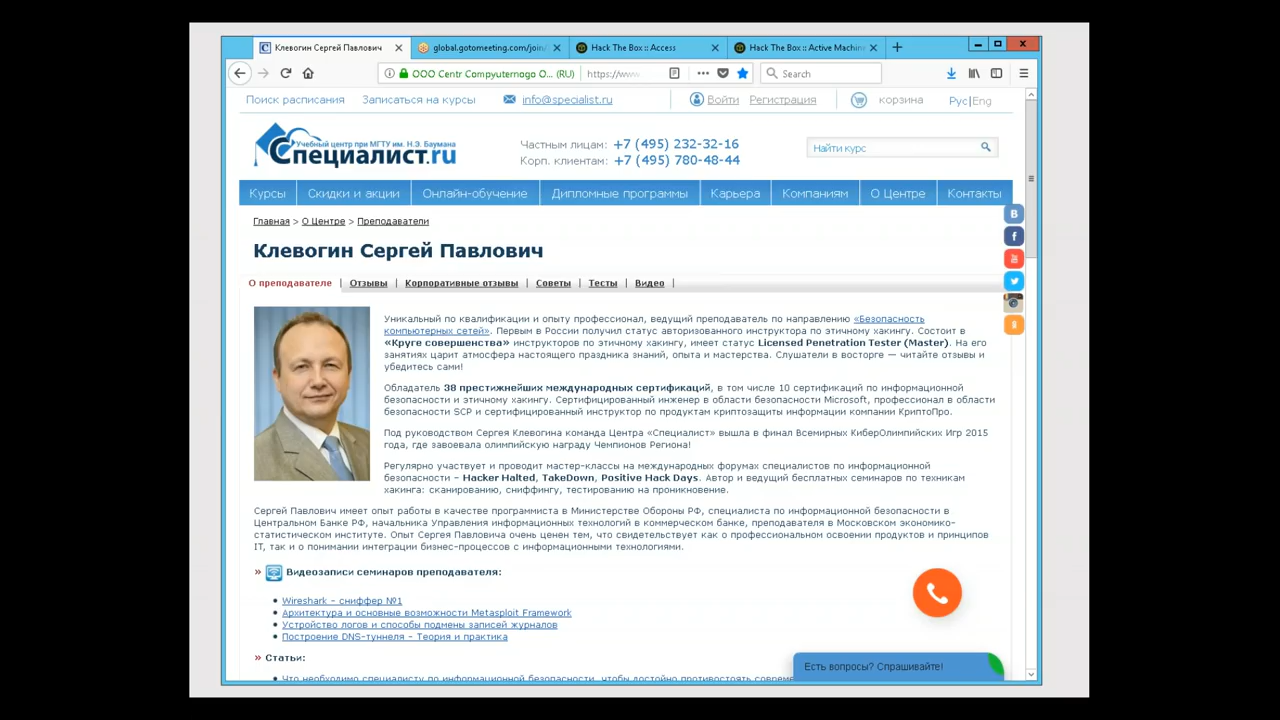 Клевогин Сергей Павлович
global.gotomeeting.com/join/
Hack The Box :: Access
Hack The Box :: Active Machin
ООО Centr Compyuternago O... (RU)
https://www
Search
Поиск расписания
Записаться на курсы
info@specialist.ru
Войти
Регистрация
корзина
Рус|Eng
Учебный центр при МГТУ им. Н.Э. Баумана
Специалист.ru
Частным лицам: +7 (495) 232-32-16
Корп. клиентам: +7 (495) 780-48-44
Найти курс
Курсы
Скидки и акции
Онлайн-обучение
Дипломные программы
Карьера
Компаниям
О Центре
Контакты
Главная > О Центре > Преподаватели
Клевогин Сергей Павлович
О преподавателе | Отзывы | Корпоративные отзывы | Советы | Тесты | Видео |
Уникальный по квалификации и опыту профессионал, ведущий преподаватель по направлению «Безопасность
компьютерных сетей». Первым в России получил статус авторизованного инструктора по этичному хакингу. Состоит в
«Круге совершенства» инструкторов по этичному хакингу, имеет статус Licensed Penetration Tester (Master). На его
занятиях царит атмосфера настоящего праздника знаний, опыта и мастерства. Слушатели в восторге — читайте отзывы и
убедитесь сами!
Обладатель 38 престижнейших международных сертификаций, в том числе 10 сертификаций по информационной
безопасности и этичному хакингу. Сертифицированный инженер в области безопасности Microsoft, профессионал в области
безопасности SCP и сертифицированный инструктор по продуктам криптозащиты информации компании КриптоПро.
Под руководством Сергея Клевогина команда Центра «Специалист» вышла в финал Всемирных КиберОлимпийских Игр 2015
года, где завоевала олимпийскую награду Чемпионов Региона!
Регулярно участвует и проводит мастер-классы на международных форумах специалистов по информационной
безопасности – Hacker Halted, TakeDown, Positive Hack Days. Автор и ведущий бесплатных семинаров по техникам
хакинга: сканированию, сниффингу, тестированию на проникновение.
Сергей Павлович имеет опыт работы в качестве программиста в Министерстве Обороны РФ, специалиста по информационной безопасности в
Центральном Банке РФ, начальника Управления информационных технологий в коммерческом банке, преподавателя в Московском экономико-
статистическом институте. Опыт Сергея Павловича очень ценен тем, что свидетельствует как о профессиональном освоении продуктов и принципов
IT, так и о понимании интеграции бизнес-процессов с информационными технологиями.
» Видеозаписи семинаров преподавателя:
• Wireshark - сниффер №1
• Архитектура и основные возможности Metasploit Framework
• Устройство логов и способы подмены записей журналов
• Построение DNS-туннеля - Теория и практика
» Статьи:
• Что необходимо специалисту по информационной безопасности, чтобы достойно противостоять
Есть вопросы? Спрашивайте!